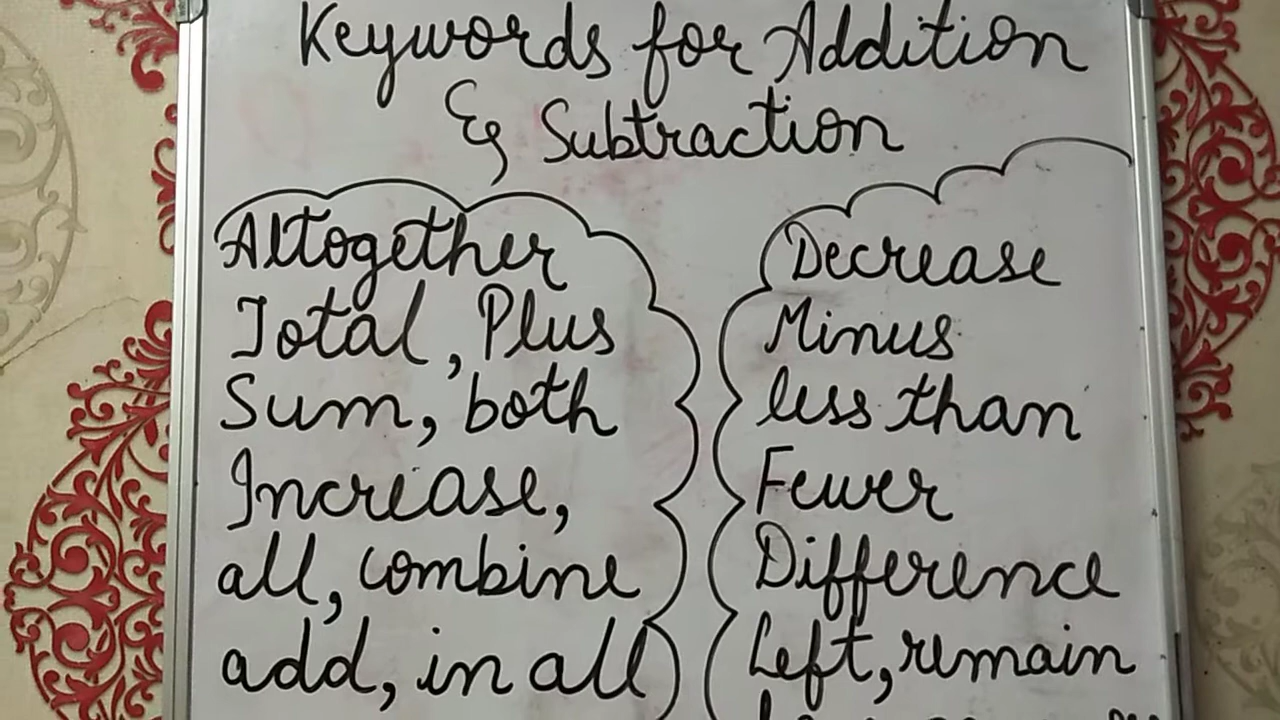 Keywords for Addition
& Subtraction
Altogether
Total, Plus
Sum, both
Increase,
all, combine
add, in all
Decrease
Minus
less than
Fewer
Difference
Left, remain